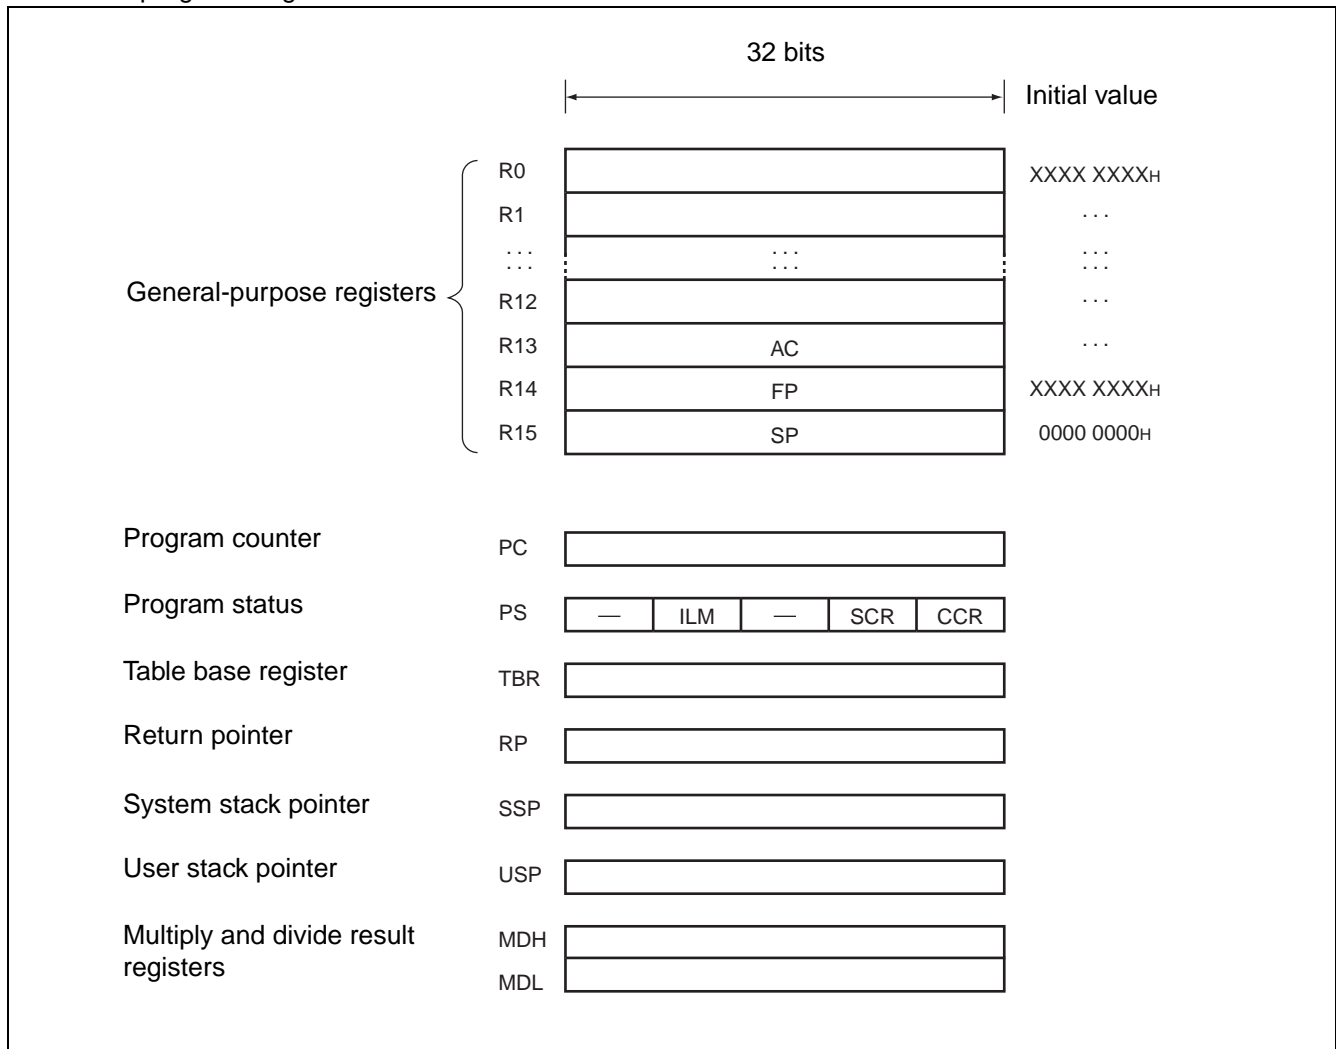 32 bits
Initial value
R0 XXXX XXXXH
R1 ...
... ... ...
... ... ...
General-purpose registers
R12 ...
R13 AC ...
R14 FP XXXX XXXXH
R15 SP 0000 0000H
Program counter PC
Program status PS — ILM — SCR CCR
Table base register TBR
Return pointer RP
System stack pointer SSP
User stack pointer USP
Multiply and divide result MDH
registers MDL